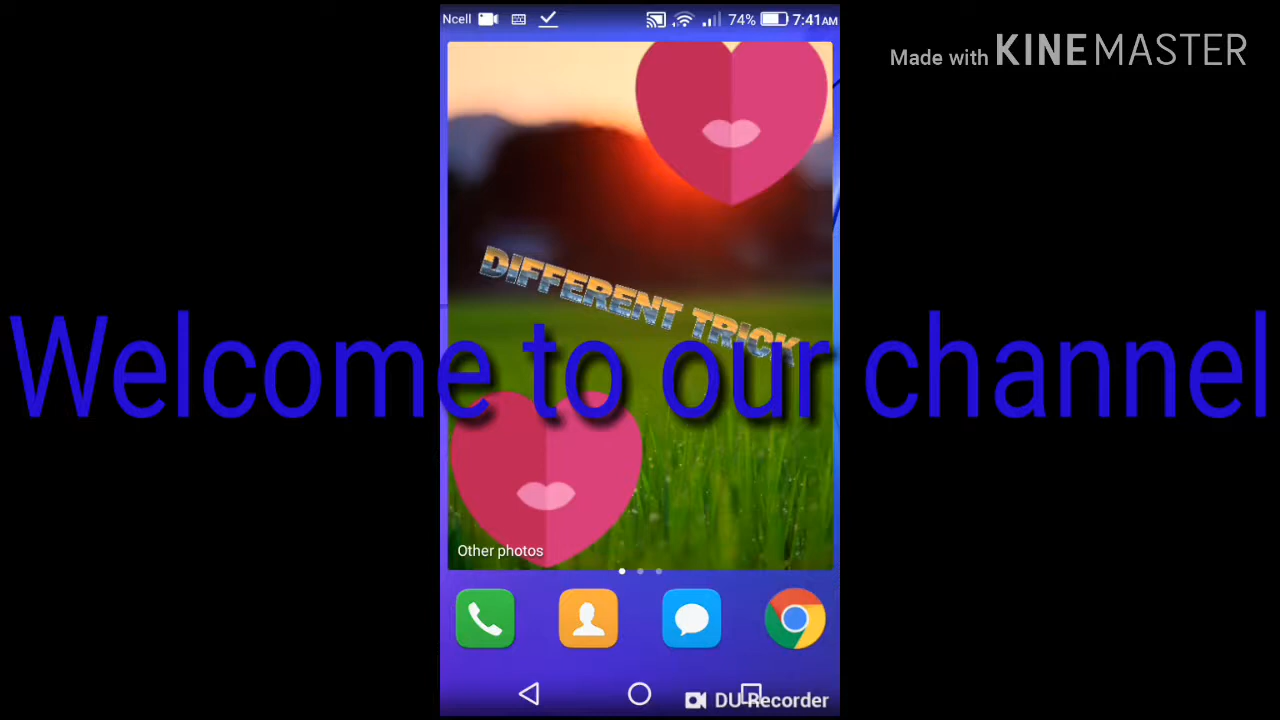 Ncell 74% 7:41AM
Made with KINEMASTER
DIFFERENT TRICK
Welcome to our channel
Other photos
DU Recorder